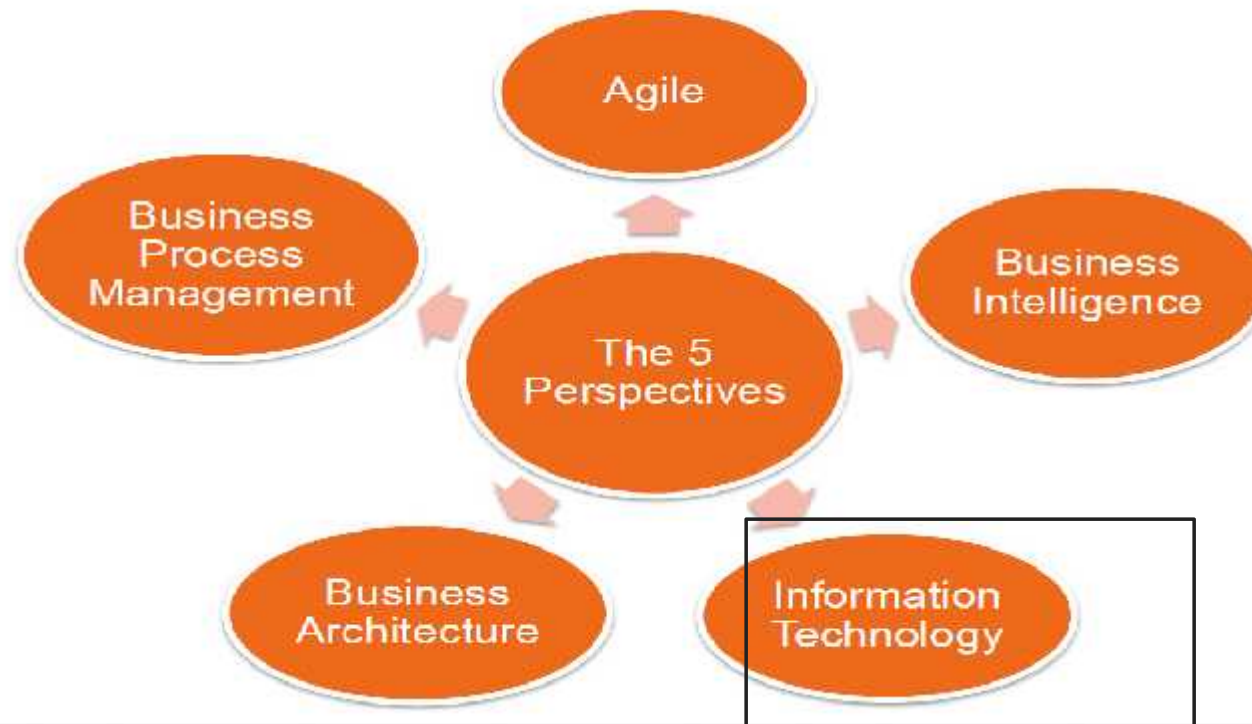 Agile
Business
Process
Management
Business
Intelligence
The 5
Perspectives
Business
Architecture
Information
Technology